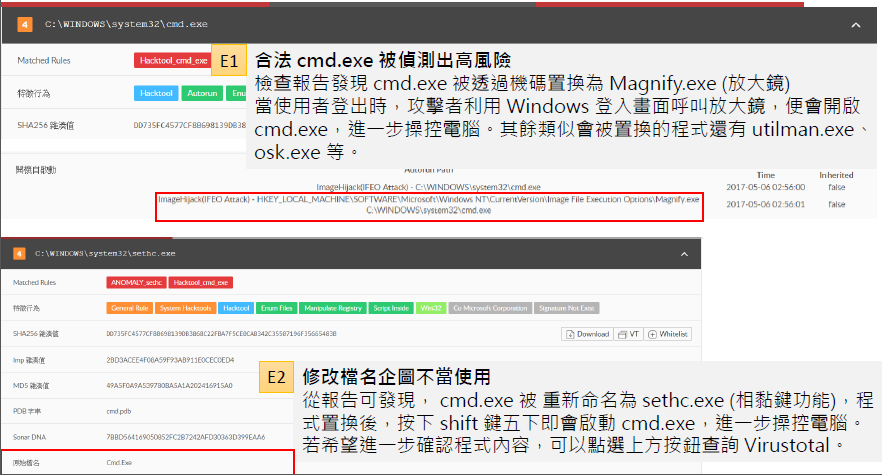 4 C:\WINDOWS\system32\cmd.exe
Matched Rules Hacktool_cmd_exe
特徵行為 Hacktool Autorun
SHA256 雜湊值
E1
合法 cmd.exe 被偵測出高風險
檢查報告發現 cmd.exe 被透過機碼置換為 Magnify.exe (放大鏡)
當使用者登出時，攻擊者利用 Windows 登入畫面呼叫放大鏡，便會開啟
cmd.exe，進一步操控電腦。其餘類似會被置換的程式還有 utilman.exe、
osk.exe 等。
開機自啟動 Autorun Path Time Inherited
ImageHijack(IFEO Attack) - C:\WINDOWS\system32\cmd.exe 2017-05-06 02:56:00 false
ImageHijack(IFEO Attack) - HKEY_LOCAL_MACHINE\SOFTWARE\Microsoft\Windows NT\CurrentVersion\Image File Execution Options\Magnify.exe 2017-05-06 02:56:01 false
C:\WINDOWS\system32\cmd.exe
4 C:\WINDOWS\system32\sethc.exe
Matched Rules ANOMALY_sethc Hacktool_cmd_exe
特徵行為 General Rule System Hacktools Hacktool Enum Files Manipulate Registry Script Inside Win32 Co Microsoft Corporation Signature Not Exist
SHA256 雜湊值 DD735FC4577CF8B698139DB3868C22FBA7F5CE0CAB342C35587196F35665483B Download VT Whitelist
Imp 雜湊值 2BD3ACEE4F08A59F93AB911E0CEC0ED4
MD5 雜湊值 49A5F0A9A539780BA5A1A202416915A0
PDB 字串 cmd.pdb
Sonar DNA 7BBD564169050852FC2B7242AFD30363D399EAA6
原始檔名 Cmd.Exe
E2
修改檔名企圖不當使用
從報告可發現， cmd.exe 被 重新命名為 sethc.exe (相黏鍵功能)，程
式置換後，按下 shift 鍵五下即會啟動 cmd.exe，進一步操控電腦。
若希望進一步確認程式內容，可以點選上方按鈕查詢 Virustotal。